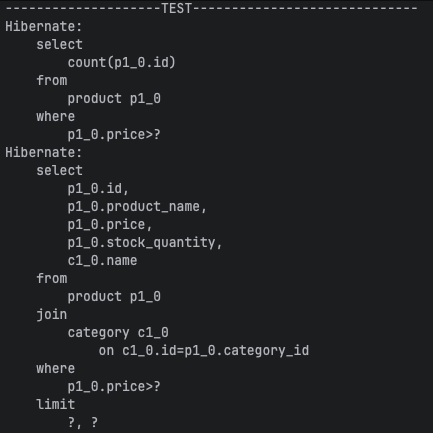 --------------------TEST-----------------------------
Hibernate:
    select
        count(p1_0.id)
    from
        product p1_0
    where
        p1_0.price>?
Hibernate:
    select
        p1_0.id,
        p1_0.product_name,
        p1_0.price,
        p1_0.stock_quantity,
        c1_0.name
    from
        product p1_0
    join
        category c1_0
            on c1_0.id=p1_0.category_id
    where
        p1_0.price>?
    limit
        ?, ?